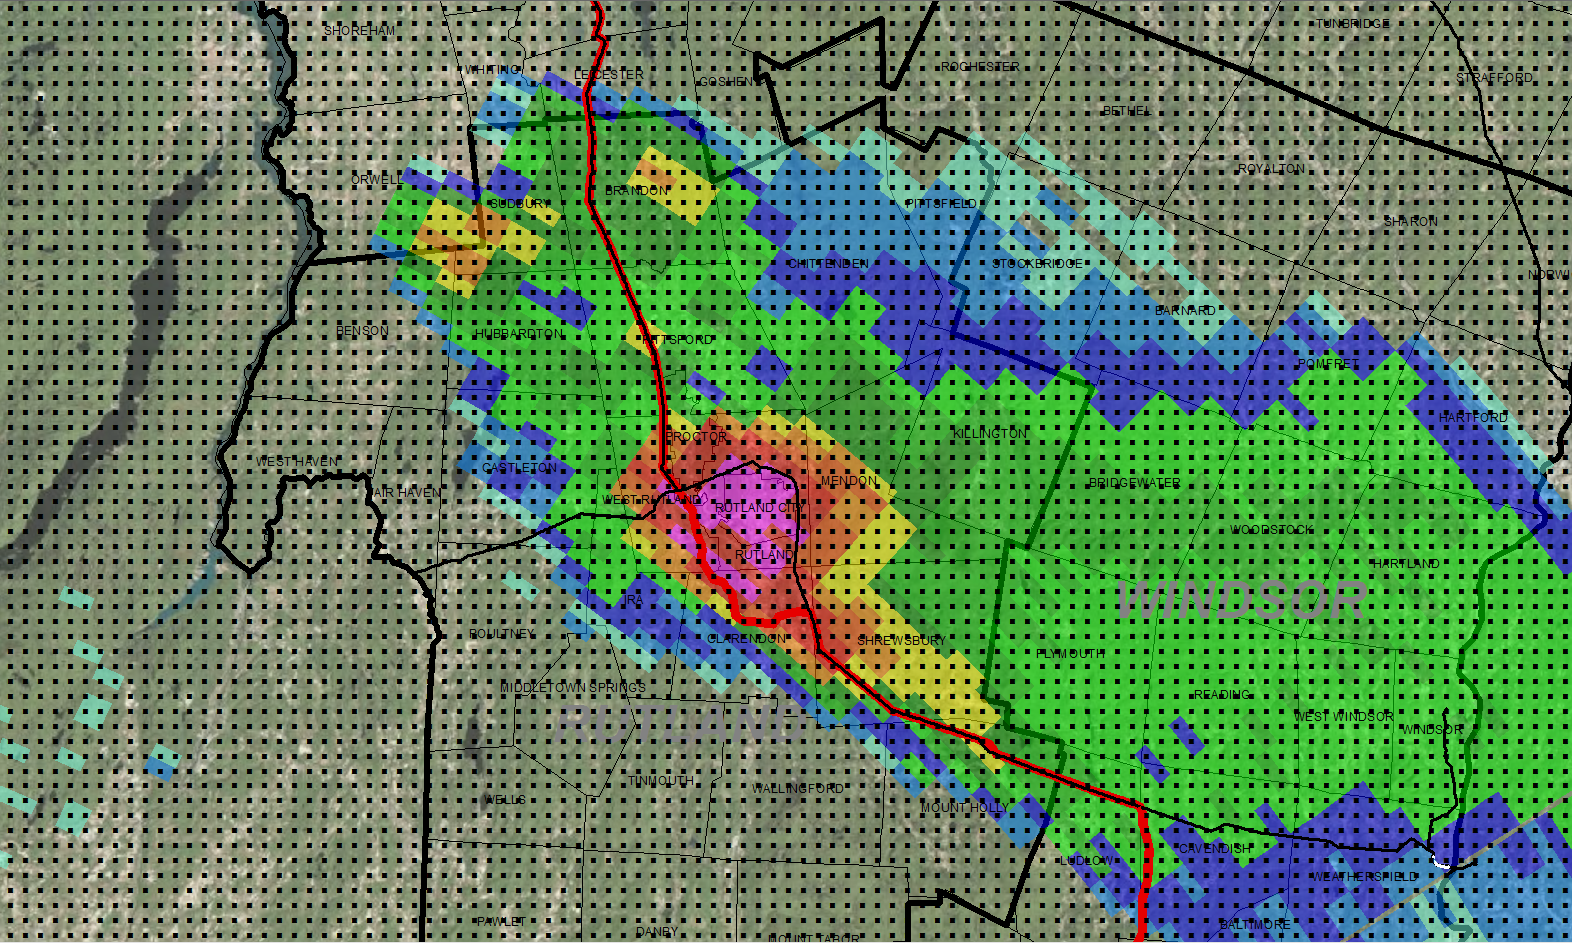 TUNBRIDGE
SHOREHAM
WHITING
LEICESTER
GOSHEN
ROCHESTER
STRAFFORD
BETHEL
ROYALTON
ORWELL
BRANDON
SUDBURY
PITTSFIELD
SHARON
CHITTENDEN
STOCKBRIDGE
NORWI
BARNARD
BENSON
HUBBARDTON
PITTSFORD
POMFRET
HARTFORD
PROCTOR
KILLINGTON
WEST HAVEN
CASTLETON
MENDON
BRIDGEWATER
FAIR HAVEN
WEST RUTLAND
RUTLAND CITY
WOODSTOCK
RUTLAND
HARTLAND
IRA
WINDSOR
POULTNEY
CLARENDON
SHREWSBURY
PLYMOUTH
MIDDLETOWN SPRINGS
READING
WEST WINDSOR
RUTLAND
WINDSOR
TINMOUTH
WALLINGFORD
WELLS
MOUNT HOLLY
CAVENDISH
LUDLOW
WEATHERSFIELD
PAWLET
BALTIMORE
DANBY
MOUNT TABOR